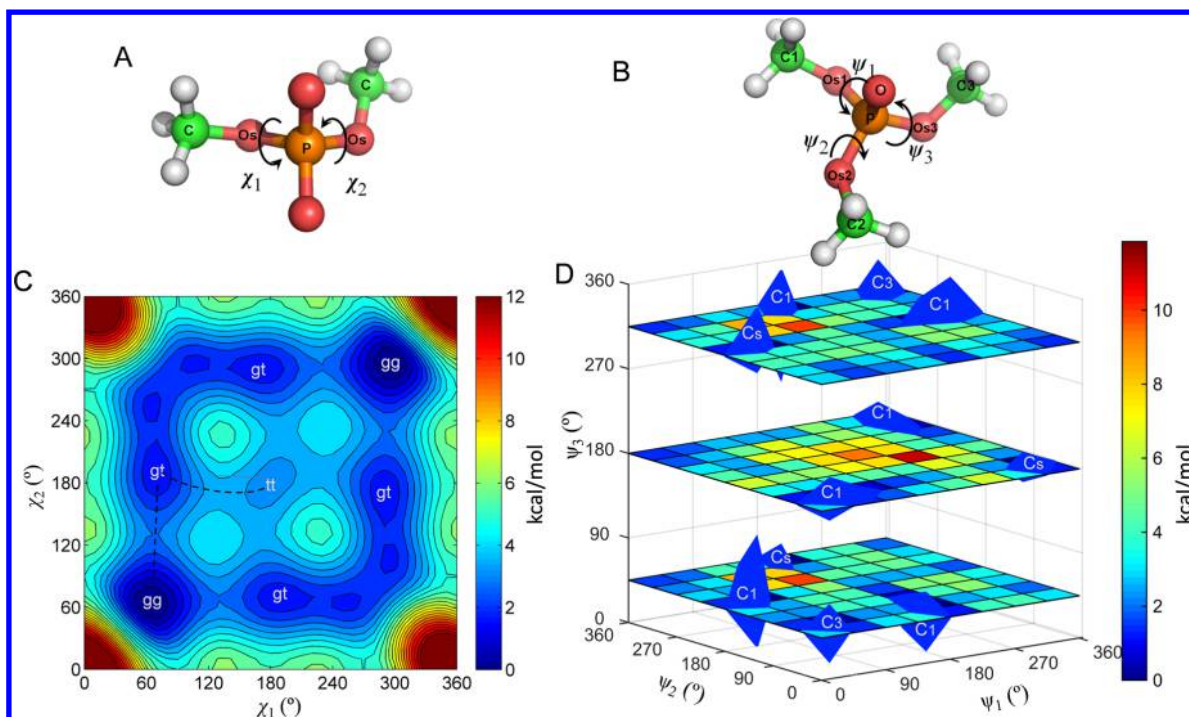 A
C
Os
P
Os
C
χ1
χ2
B
C1
Os1
ψ1
O
C3
P
Os3
ψ2
ψ3
Os2
C2
C
360
300
240
180
120
60
0
χ2 (º)
0 60 120 180 240 300 360
χ1 (º)
gt
gg
gt
tt
gt
gg
gt
12
10
8
6
4
2
0
kcal/mol
D
360
270
180
90
0
ψ3 (º)
C1
C3
C1
Cs
C1
Cs
C1
Cs
C1
C3
C1
360
270
180
90
0
ψ2 (º)
0
90
180
270
360
ψ1 (º)
10
8
6
4
2
0
kcal/mol